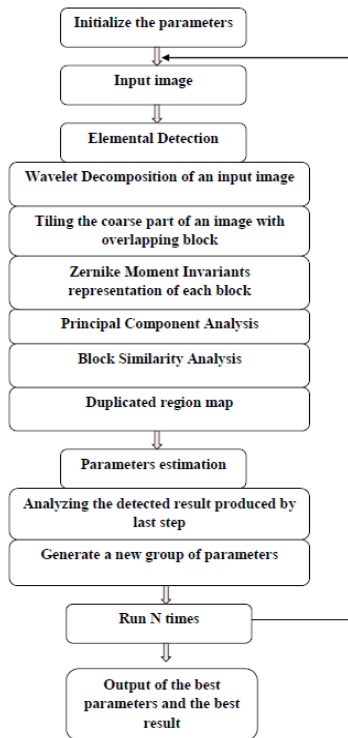 Initialize the parameters
Input image
Elemental Detection
Wavelet Decomposition of an input image
Tiling the coarse part of an image with
overlapping block
Zernike Moment Invariants
representation of each block
Principal Component Analysis
Block Similarity Analysis
Duplicated region map
Parameters estimation
Analyzing the detected result produced by
last step
Generate a new group of parameters
Run N times
Output of the best
parameters and the best
result